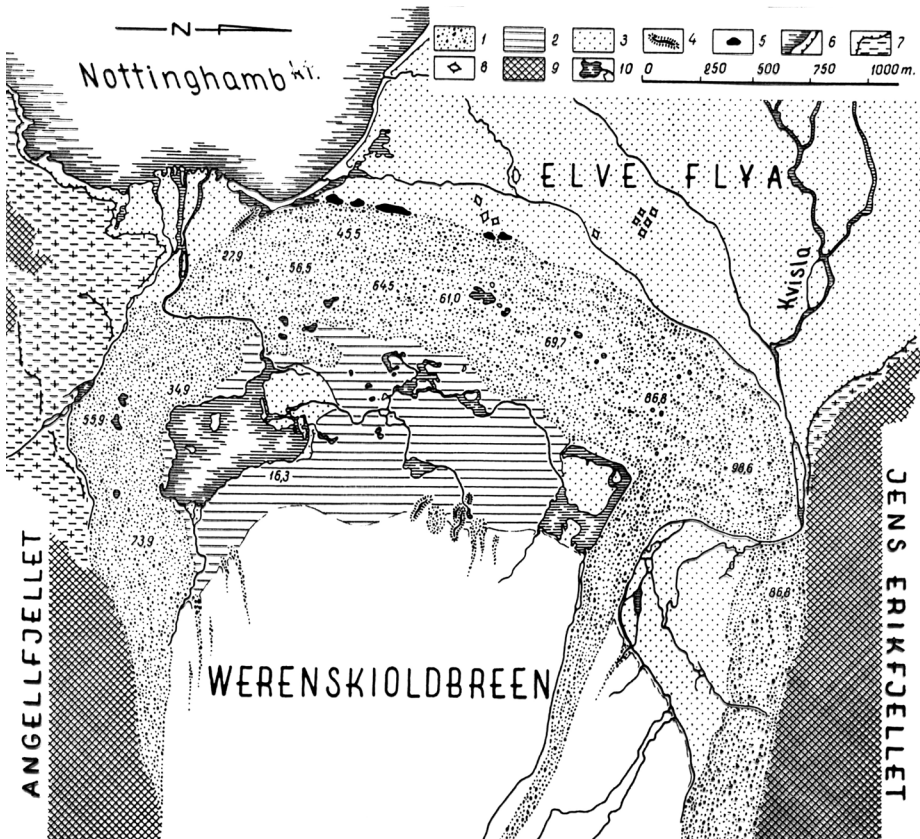 N
Nottinghambukt.
1 2 3 4 5 6 7
8 9 10 0 250 500 750 1000 m.
ELVE FLYA
Kvisla
45,5
27,9
56,5
64,5
61,0
69,7
34,9
86,8
55,9
98,6
16,3
73,9
86,8
WERENSKIOLDBREEN
ANGELLFJELLET
JENS ERIKFJELLET